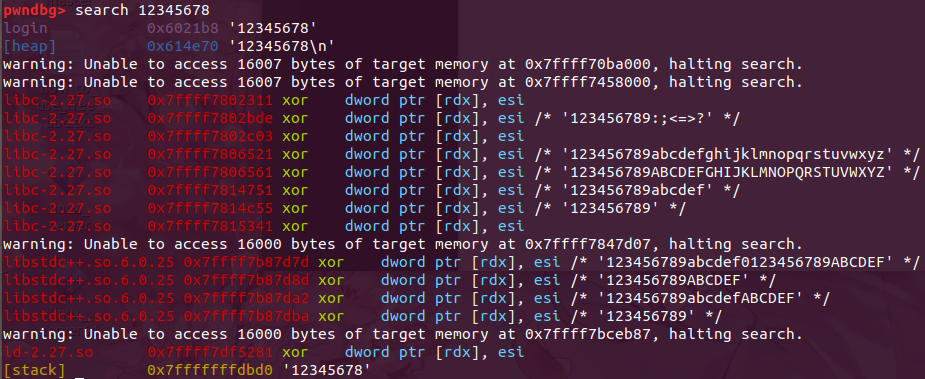 pwndbg> search 12345678
login 0x6021b8 '12345678'
[heap] 0x614e70 '12345678\n'
warning: Unable to access 16007 bytes of target memory at 0x7ffff70ba000, halting search.
warning: Unable to access 16007 bytes of target memory at 0x7ffff7458000, halting search.
libc-2.27.so 0x7ffff7802311 xor dword ptr [rdx], esi
libc-2.27.so 0x7ffff7802bde xor dword ptr [rdx], esi /* '123456789:;<=>?' */
libc-2.27.so 0x7ffff7802c03 xor dword ptr [rdx], esi
libc-2.27.so 0x7ffff7806521 xor dword ptr [rdx], esi /* '123456789abcdefghijklmnopqrstuvwxyz' */
libc-2.27.so 0x7ffff7806561 xor dword ptr [rdx], esi /* '123456789ABCDEFGHIJKLMNOPQRSTUVWXYZ' */
libc-2.27.so 0x7ffff7814751 xor dword ptr [rdx], esi /* '123456789abcdef' */
libc-2.27.so 0x7ffff7814c55 xor dword ptr [rdx], esi /* '123456789' */
libc-2.27.so 0x7ffff7815341 xor dword ptr [rdx], esi
warning: Unable to access 16000 bytes of target memory at 0x7ffff7847d07, halting search.
libstdc++.so.6.0.25 0x7ffff7b87d7d xor dword ptr [rdx], esi /* '123456789abcdef0123456789ABCDEF' */
libstdc++.so.6.0.25 0x7ffff7b87d8d xor dword ptr [rdx], esi /* '123456789ABCDEF' */
libstdc++.so.6.0.25 0x7ffff7b87da2 xor dword ptr [rdx], esi /* '123456789abcdefABCDEF' */
libstdc++.so.6.0.25 0x7ffff7b87dba xor dword ptr [rdx], esi /* '123456789' */
warning: Unable to access 16000 bytes of target memory at 0x7ffff7bceb87, halting search.
ld-2.27.so 0x7ffff7df5281 xor dword ptr [rdx], esi
[stack] 0x7fffffffdbd0 '12345678'